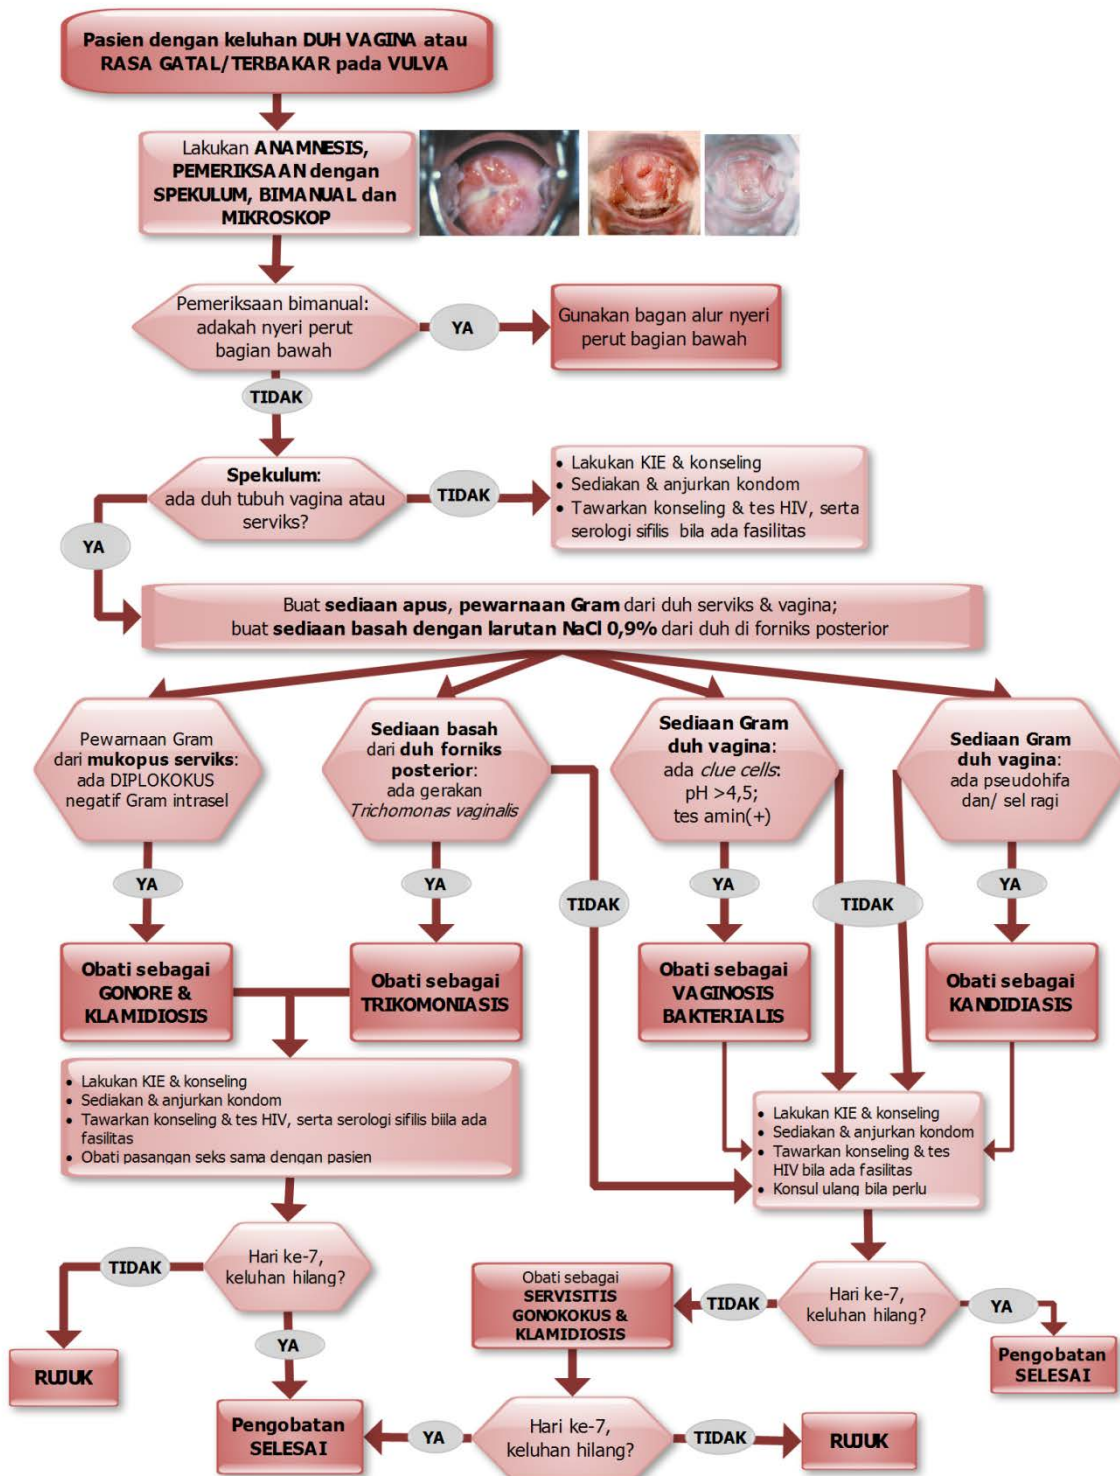 Pasien dengan keluhan DUH VAGINA atau
RASA GATAL/TERBAKAR pada VULVA
Lakukan ANAMNESIS,
PEMERIKSAAN dengan
SPEKULUM, BIMANUAL dan
MIKROSKOP
Pemeriksaan bimanual:
adakah nyeri perut
bagian bawah
YA
Gunakan bagan alur nyeri
perut bagian bawah
TIDAK
Spekulum:
ada duh tubuh vagina atau
serviks?
TIDAK
• Lakukan KIE & konseling
• Sediakan & anjurkan kondom
• Tawarkan konseling & tes HIV, serta
serologi sifilis bila ada fasilitas
YA
Buat sediaan apus, pewarnaan Gram dari duh serviks & vagina;
buat sediaan basah dengan larutan NaCl 0,9% dari duh di forniks posterior
Pewarnaan Gram
dari mukopus serviks:
ada DIPLOKOKUS
negatif Gram intrasel
Sediaan basah
dari duh forniks
posterior:
ada gerakan
Trichomonas vaginalis
Sediaan Gram
duh vagina:
ada clue cells:
pH >4,5;
tes amin(+)
Sediaan Gram
duh vagina:
ada pseudohifa
dan/ sel ragi
YA
YA
TIDAK
YA
TIDAK
YA
Obati sebagai
GONORE &
KLAMIDIOSIS
Obati sebagai
TRIKOMONIASIS
Obati sebagai
VAGINOSIS
BAKTERIALIS
Obati sebagai
KANDIDIASIS
• Lakukan KIE & konseling
• Sediakan & anjurkan kondom
• Tawarkan konseling & tes HIV, serta serologi sifilis biila ada
fasilitas
• Obati pasangan seks sama dengan pasien
• Lakukan KIE & konseling
• Sediakan & anjurkan kondom
• Tawarkan konseling & tes
HIV bila ada fasilitas
• Konsul ulang bila perlu
Hari ke-7,
keluhan hilang?
TIDAK
RUJUK
YA
Pengobatan
SELESAI
Hari ke-7,
keluhan hilang?
YA
Pengobatan
SELESAI
TIDAK
Obati sebagai
SERVISITIS
GONOKOKUS &
KLAMIDIOSIS
Hari ke-7,
keluhan hilang?
YA
TIDAK
RUJUK